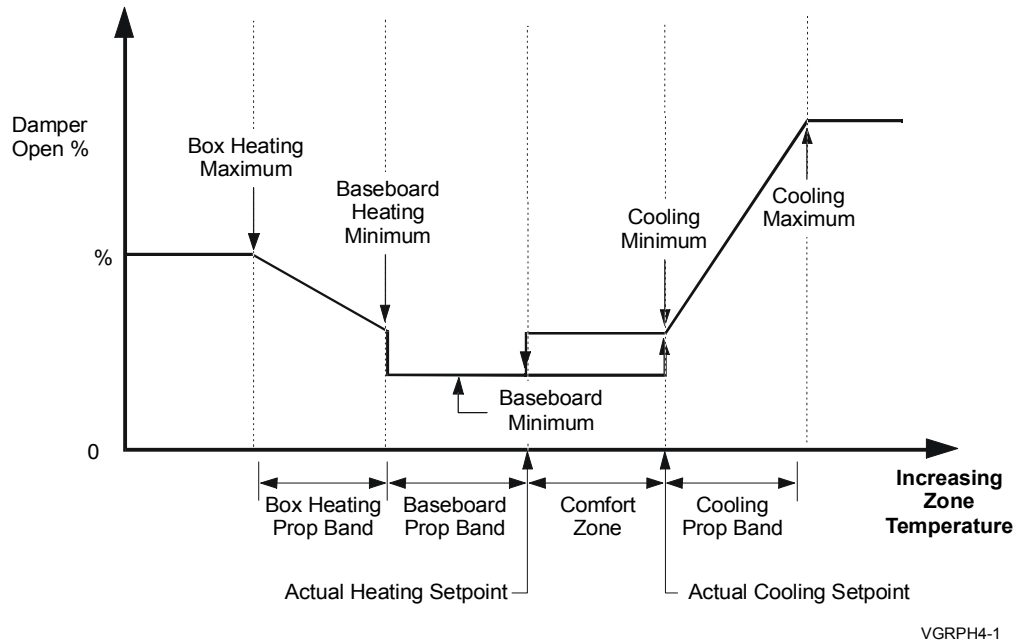 Damper
Open %
Box Heating
Maximum
Baseboard
Heating
Minimum
Cooling
Minimum
Cooling
Maximum
%
Baseboard
Minimum
0
Box Heating
Prop Band
Baseboard
Prop Band
Comfort
Zone
Cooling
Prop Band
Increasing
Zone
Temperature
Actual Heating Setpoint
Actual Cooling Setpoint
VGRPH4-1